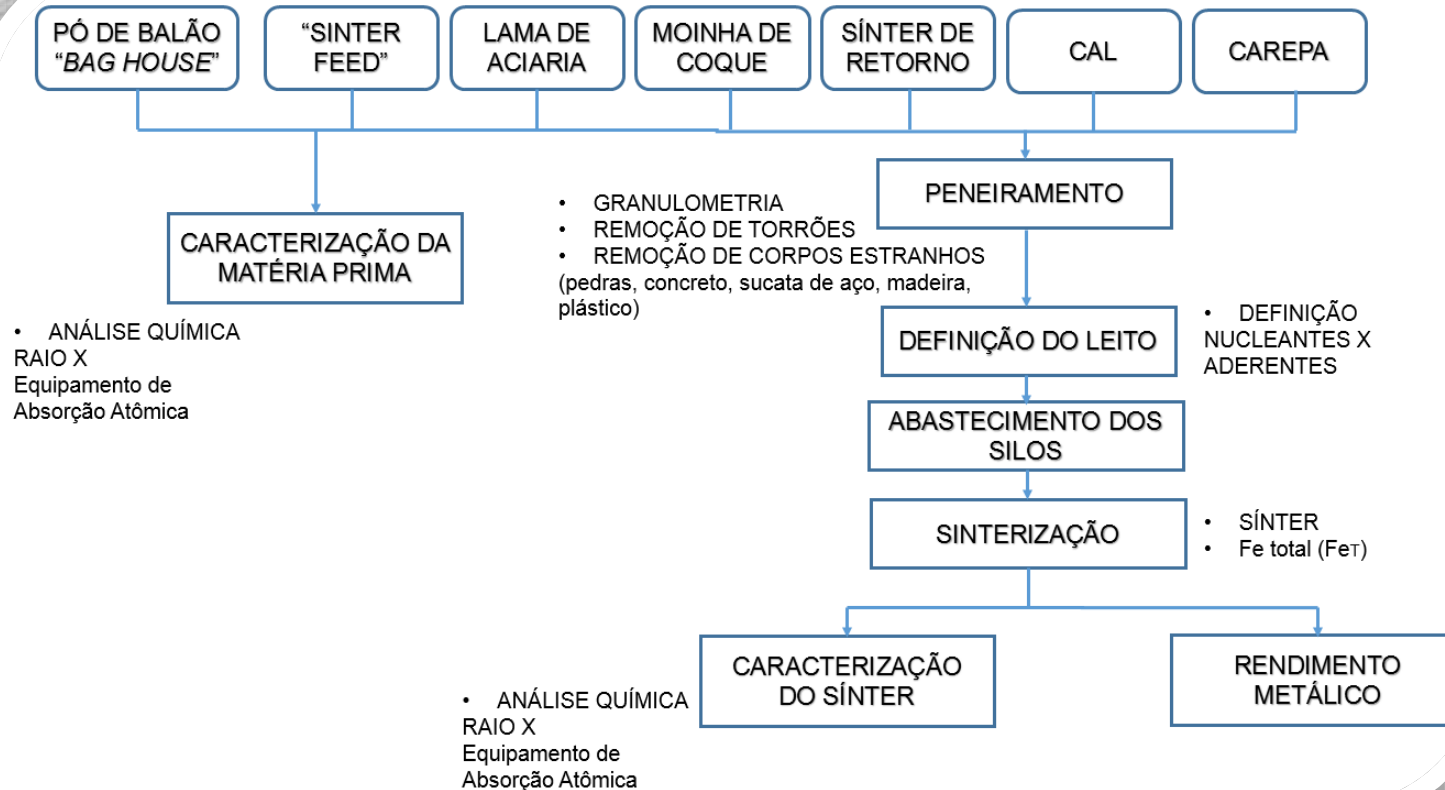 PÓ DE BALÃO
“BAG HOUSE”
“SINTER
FEED”
LAMA DE
ACIARIA
MOINHA DE
COQUE
SÍNTER DE
RETORNO
CAL
CAREPA
PENEIRAMENTO
• GRANULOMETRIA
• REMOÇÃO DE TORRÕES
• REMOÇÃO DE CORPOS ESTRANHOS
(pedras, concreto, sucata de aço, madeira,
plástico)
CARACTERIZAÇÃO DA
MATÉRIA PRIMA
• ANÁLISE QUÍMICA
RAIO X
Equipamento de
Absorção Atômica
DEFINIÇÃO DO LEITO
• DEFINIÇÃO
NUCLEANTES X
ADERENTES
ABASTECIMENTO DOS
SILOS
SINTERIZAÇÃO
• SÍNTER
• Fe total (FeT)
CARACTERIZAÇÃO
DO SÍNTER
• ANÁLISE QUÍMICA
RAIO X
Equipamento de
Absorção Atômica
RENDIMENTO
METÁLICO